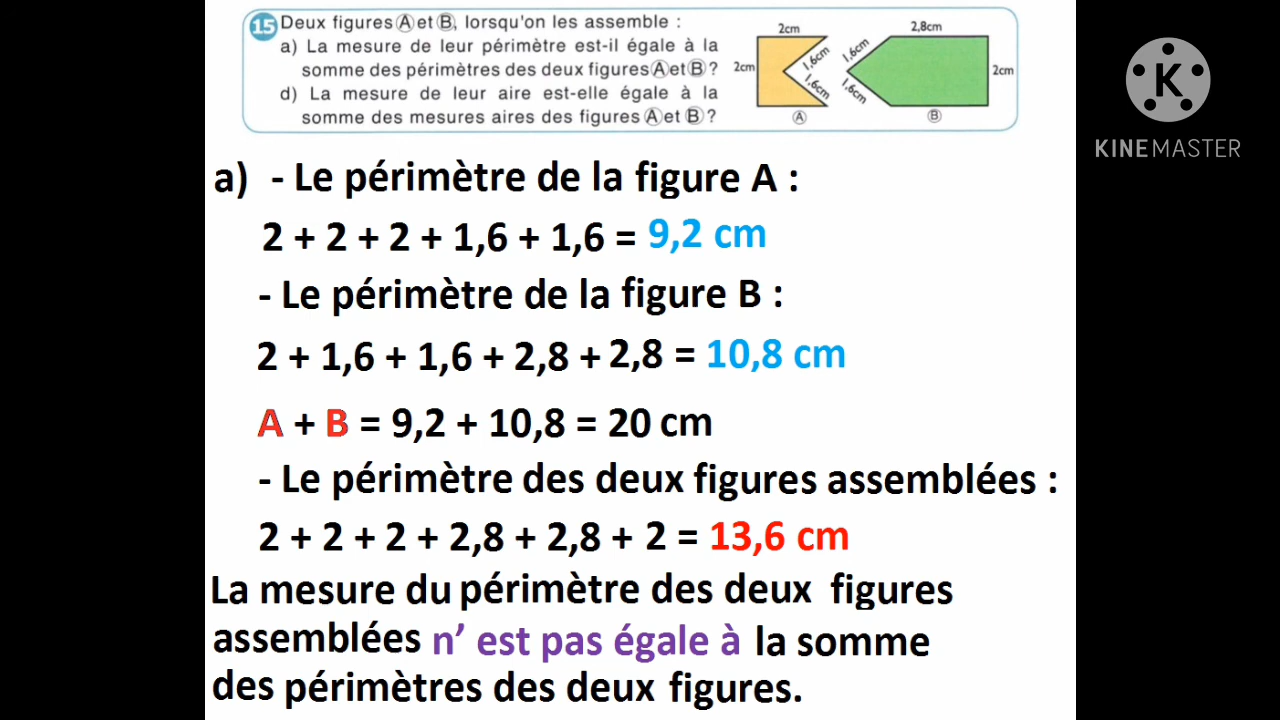 15 Deux figures Ⓐ et Ⓑ, lorsqu'on les assemble :
a) La mesure de leur périmètre est-il égale à la
somme des périmètres des deux figures Ⓐ et Ⓑ ?
d) La mesure de leur aire est-elle égale à la
somme des mesures aires des figures Ⓐ et Ⓑ ?
2cm
2cm
1,6cm
1,6cm
Ⓐ
2,8cm
1,6cm
1,6cm
2cm
Ⓑ
K
KINEMASTER
a) - Le périmètre de la figure A :
2 + 2 + 2 + 1,6 + 1,6 = 9,2 cm
- Le périmètre de la figure B :
2 + 1,6 + 1,6 + 2,8 + 2,8 = 10,8 cm
A + B = 9,2 + 10,8 = 20 cm
- Le périmètre des deux figures assemblées :
2 + 2 + 2 + 2,8 + 2,8 + 2 = 13,6 cm
La mesure du périmètre des deux figures
assemblées n’ est pas égale à la somme
des périmètres des deux figures.